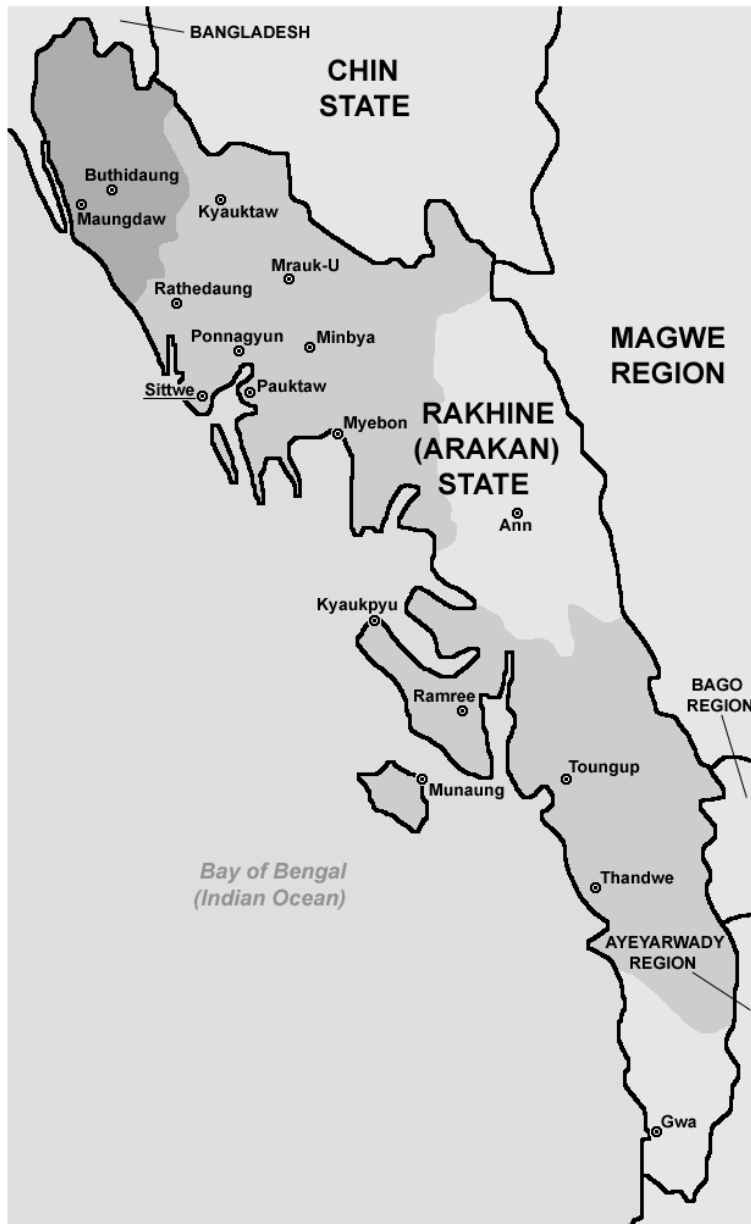 BANGLADESH
CHIN
STATE
Buthidaung
Maungdaw
Kyauktaw
Mrauk-U
Rathedaung
Ponnagyun
Minbya
MAGWE
REGION
Sittwe
Pauktaw
Myebon
RAKHINE
(ARAKAN)
STATE
Ann
Kyaukpyu
Ramree
BAGO
REGION
Munaung
Toungup
Bay of Bengal
(Indian Ocean)
Thandwe
AYEYARWADY
REGION
Gwa